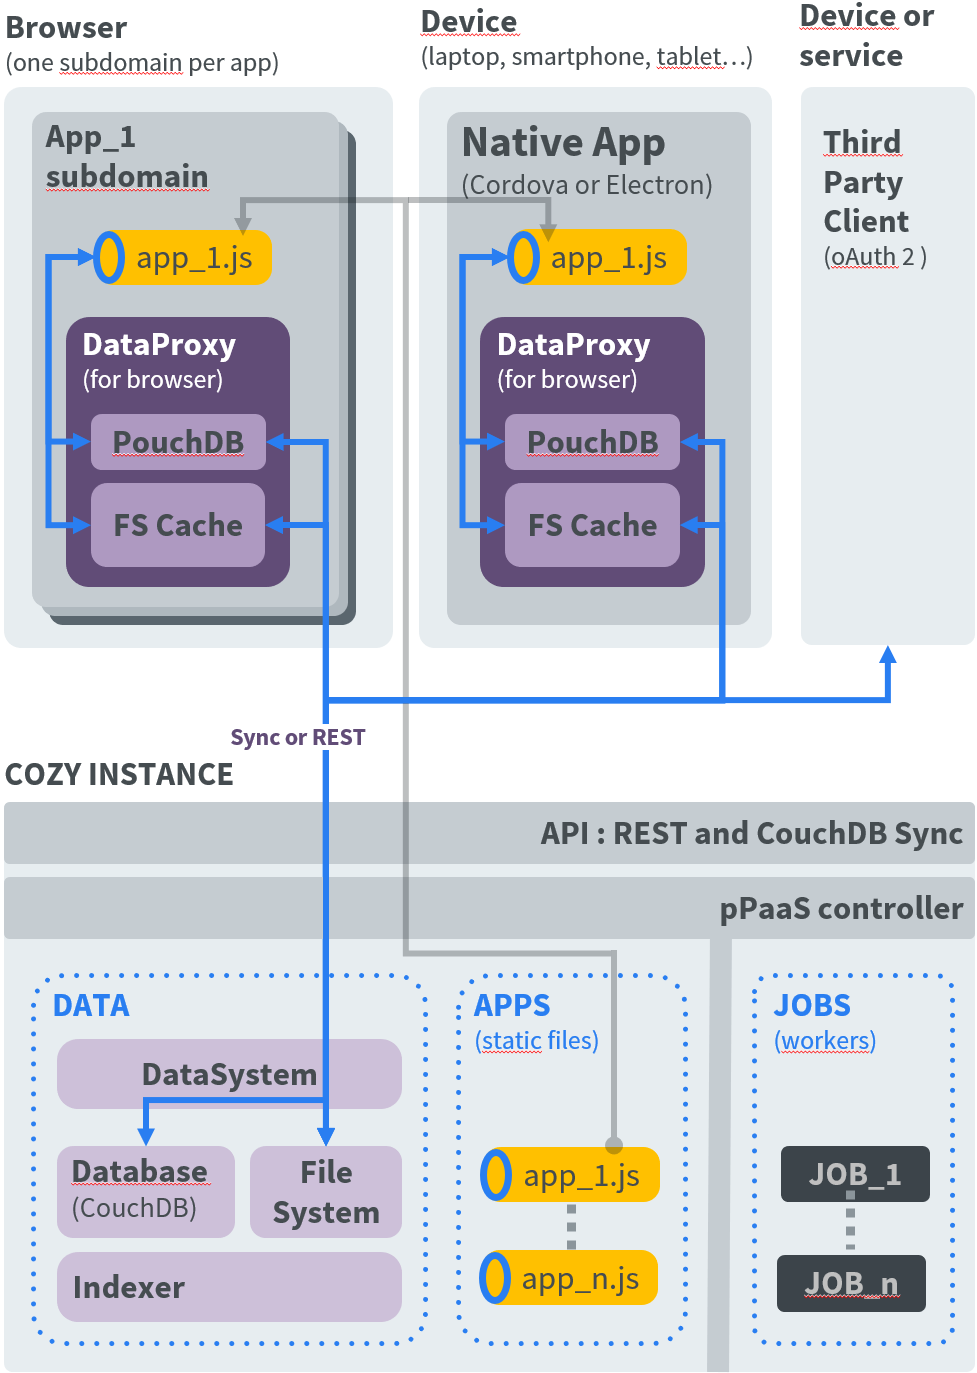 Browser
(one subdomain per app)
App_1
subdomain
app_1.js
DataProxy
(for browser)
PouchDB
FS Cache
Device
(laptop, smartphone, tablet…)
Native App
(Cordova or Electron)
app_1.js
DataProxy
(for browser)
PouchDB
FS Cache
Device or
service
Third
Party
Client
(oAuth 2 )
Sync or REST
COZY INSTANCE
API : REST and CouchDB Sync
pPaaS controller
DATA
DataSystem
Database
(CouchDB)
File
System
Indexer
APPS
(static files)
app_1.js
app_n.js
JOBS
(workers)
JOB_1
JOB_n